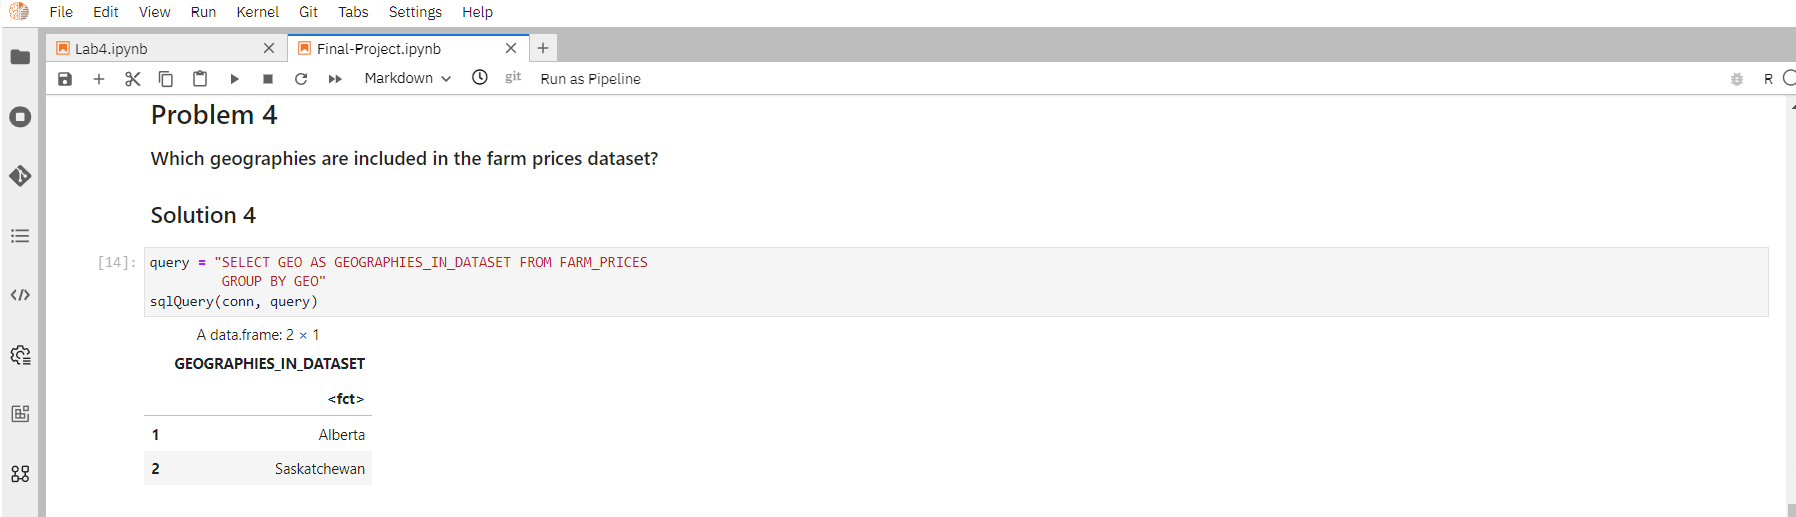 File Edit View Run Kernel Git Tabs Settings Help
Lab4.ipynb Final-Project.ipynb
Markdown git Run as Pipeline R
Problem 4
Which geographies are included in the farm prices dataset?
Solution 4
[14]: query = "SELECT GEO AS GEOGRAPHIES_IN_DATASET FROM FARM_PRICES
GROUP BY GEO"
sqlQuery(conn, query)
A data.frame: 2 × 1
GEOGRAPHIES_IN_DATASET
<fct>
1 Alberta
2 Saskatchewan